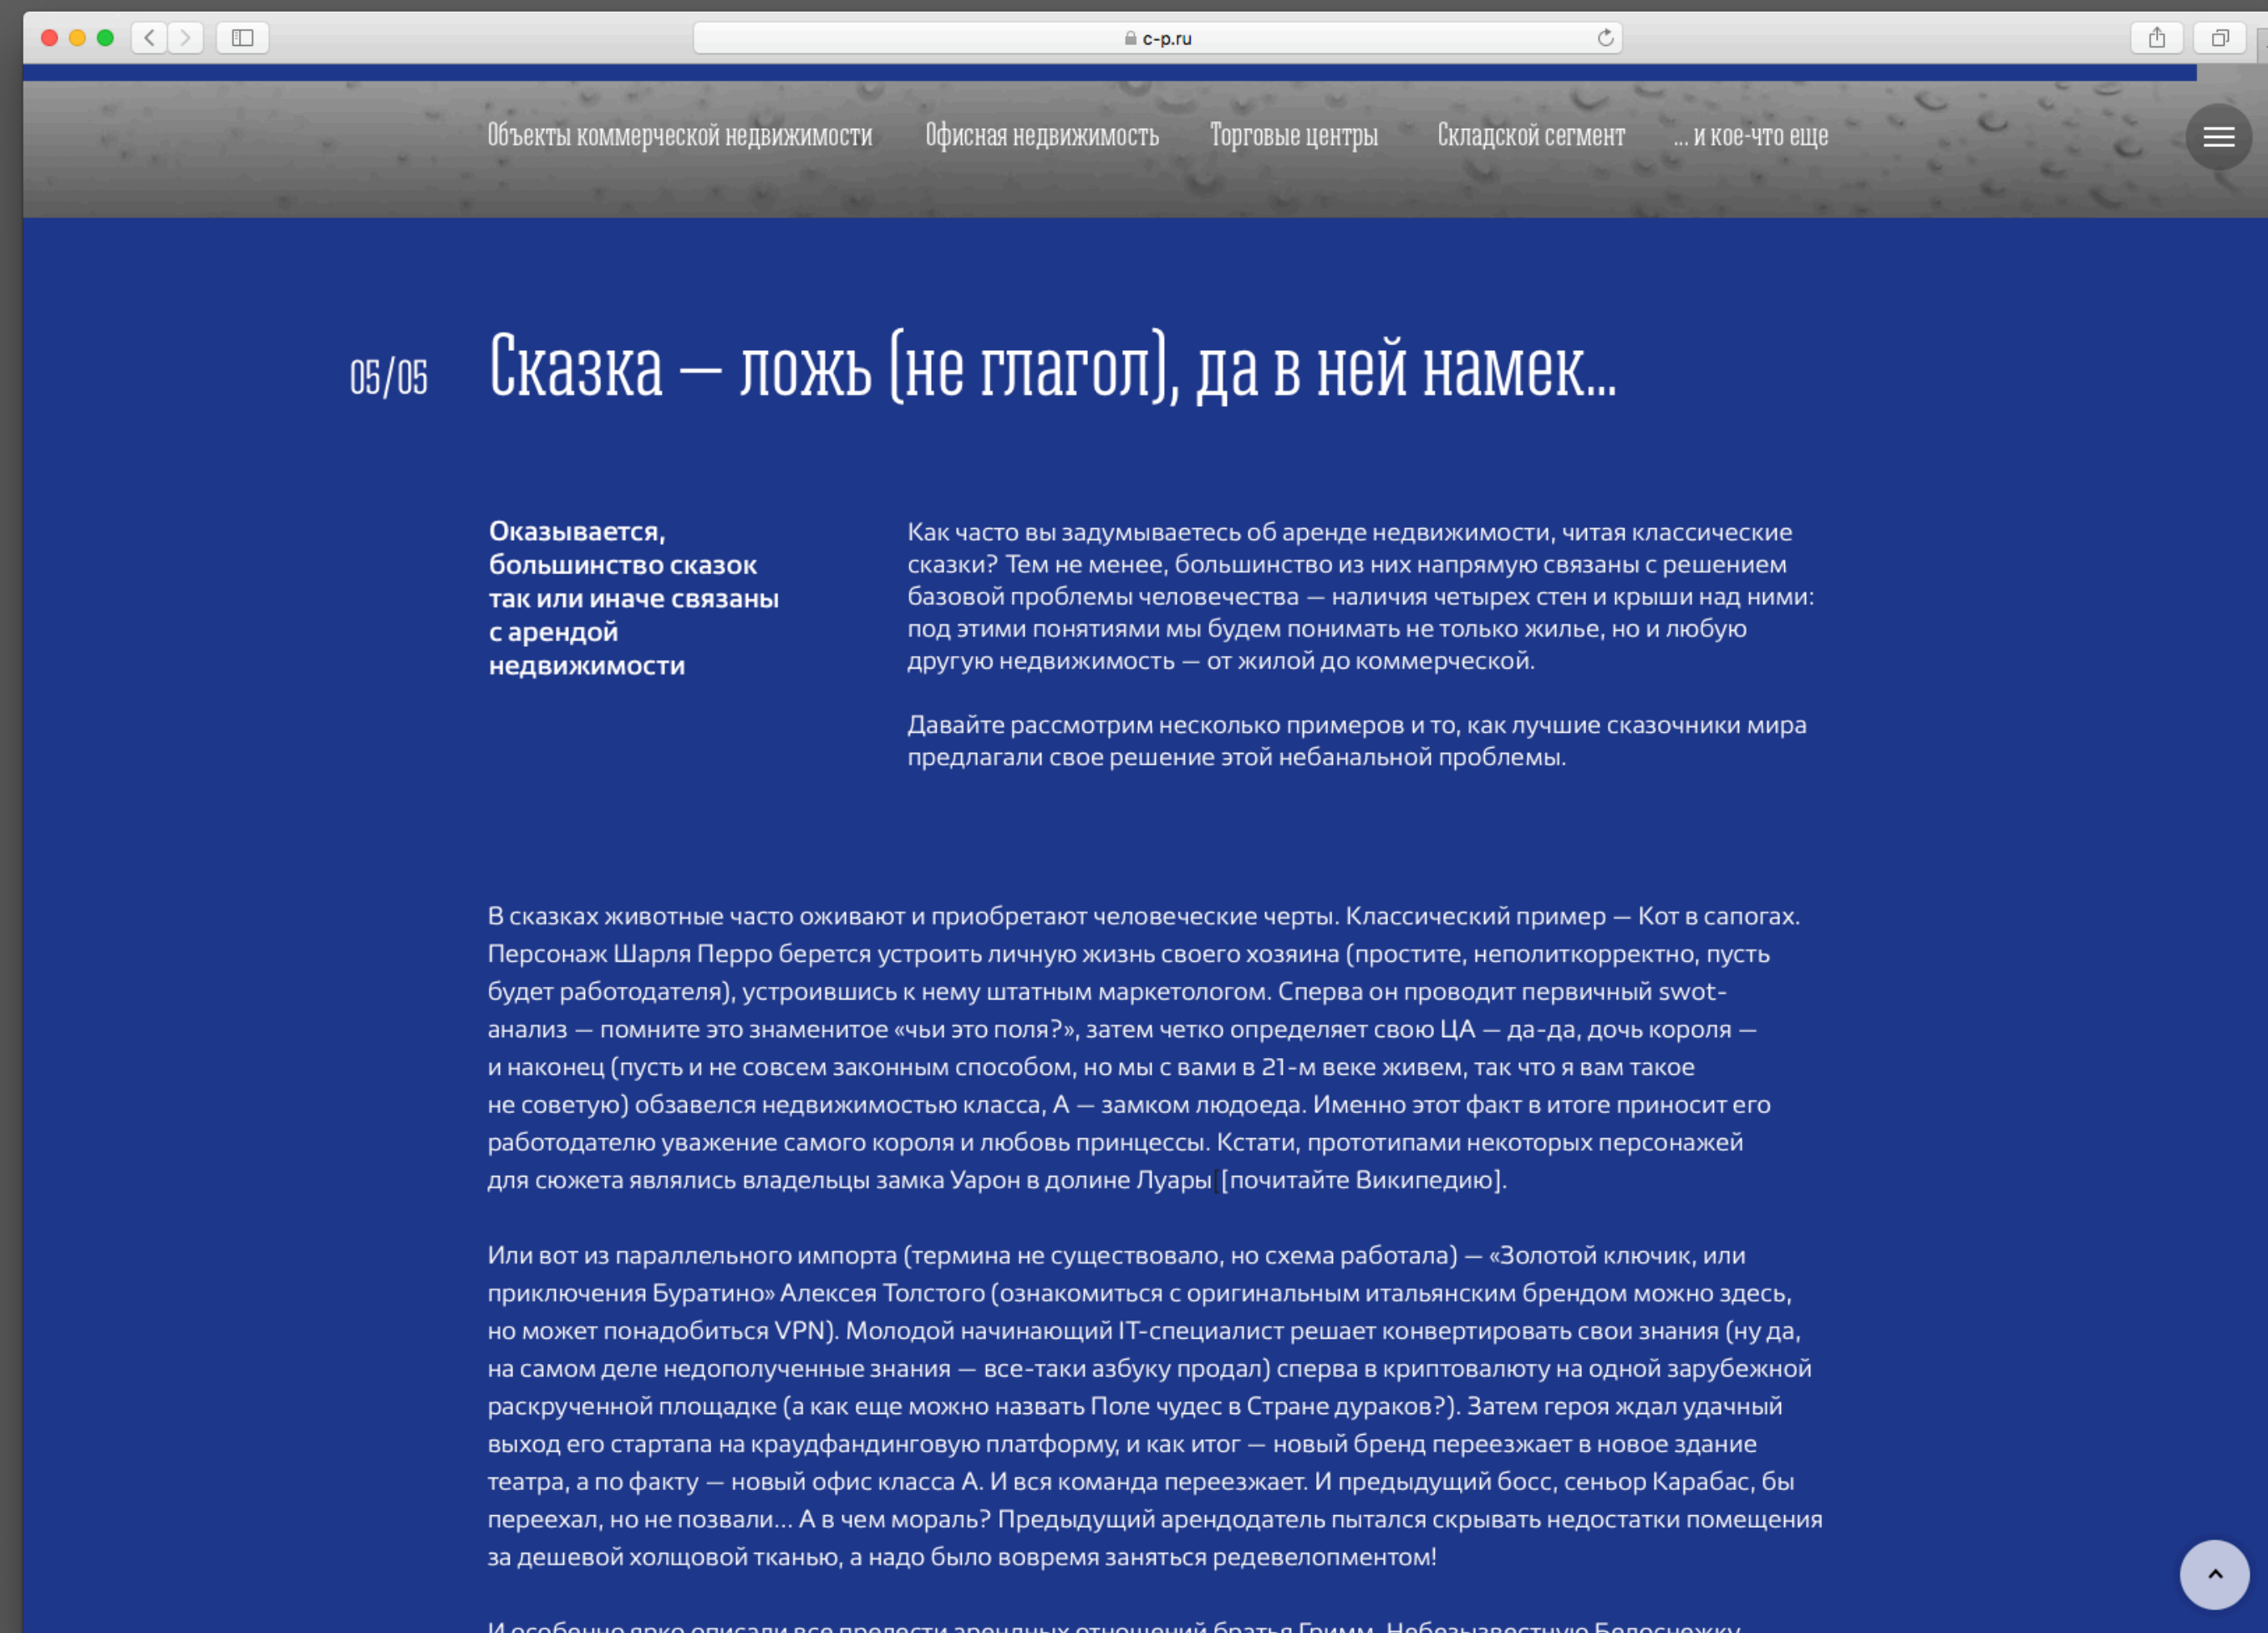 c-p.ru
Объекты коммерческой недвижимости Офисная недвижимость Торговые центры Складской сегмент ... и кое-что еще
05/05 Сказка — ложь (не глагол), да в ней намек...
Оказывается,
большинство сказок
так или иначе связаны
с арендой
недвижимости
Как часто вы задумываетесь об аренде недвижимости, читая классические
сказки? Тем не менее, большинство из них напрямую связаны с решением
базовой проблемы человечества — наличия четырех стен и крыши над ними:
под этими понятиями мы будем понимать не только жилье, но и любую
другую недвижимость — от жилой до коммерческой.
Давайте рассмотрим несколько примеров и то, как лучшие сказочники мира
предлагали свое решение этой небанальной проблемы.
В сказках животные часто оживают и приобретают человеческие черты. Классический пример — Кот в сапогах.
Персонаж Шарля Перро берется устроить личную жизнь своего хозяина (простите, неполиткорректно, пусть
будет работодателя), устроившись к нему штатным маркетологом. Сперва он проводит первичный swot-
анализ — помните это знаменитое «чьи это поля?», затем четко определяет свою ЦА — да-да, дочь короля —
и наконец (пусть и не совсем законным способом, но мы с вами в 21-м веке живем, так что я вам такое
не советую) обзавелся недвижимостью класса, А — замком людоеда. Именно этот факт в итоге приносит его
работодателю уважение самого короля и любовь принцессы. Кстати, прототипами некоторых персонажей
для сюжета являлись владельцы замка Уарон в долине Луары [почитайте Википедию].
Или вот из параллельного импорта (термина не существовало, но схема работала) — «Золотой ключик, или
приключения Буратино» Алексея Толстого (ознакомиться с оригинальным итальянским брендом можно здесь,
но может понадобиться VPN). Молодой начинающий IT-специалист решает конвертировать свои знания (ну да,
на самом деле недополученные знания — все-таки азбуку продал) сперва в криптовалюту на одной зарубежной
раскрученной площадке (а как еще можно назвать Поле чудес в Стране дураков?). Затем героя ждал удачный
выход его стартапа на краудфандинговую платформу, и как итог — новый бренд переезжает в новое здание
театра, а по факту — новый офис класса А. И вся команда переезжает. И предыдущий босс, сеньор Карабас, бы
переехал, но не позвали... А в чем мораль? Предыдущий арендодатель пытался скрывать недостатки помещения
за дешевой холщовой тканью, а надо было вовремя заняться редевелопментом!
И особенно ярко описали все прелести арендных отношений братья Гримм. Небезызвестную Белоснежку